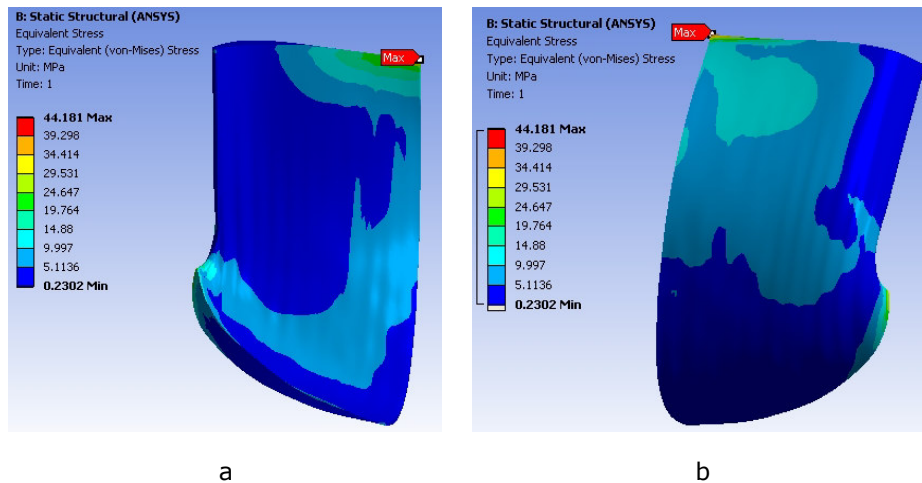 B: Static Structural (ANSYS)
Equivalent Stress
Type: Equivalent (von-Mises) Stress
Unit: MPa
Time: 1
Max
44.181 Max
39.298
34.414
29.531
24.647
19.764
14.88
9.997
5.1136
0.2302 Min
a
B: Static Structural (ANSYS)
Equivalent Stress
Type: Equivalent (von-Mises) Stress
Unit: MPa
Time: 1
Max
44.181 Max
39.298
34.414
29.531
24.647
19.764
14.88
9.997
5.1136
0.2302 Min
b